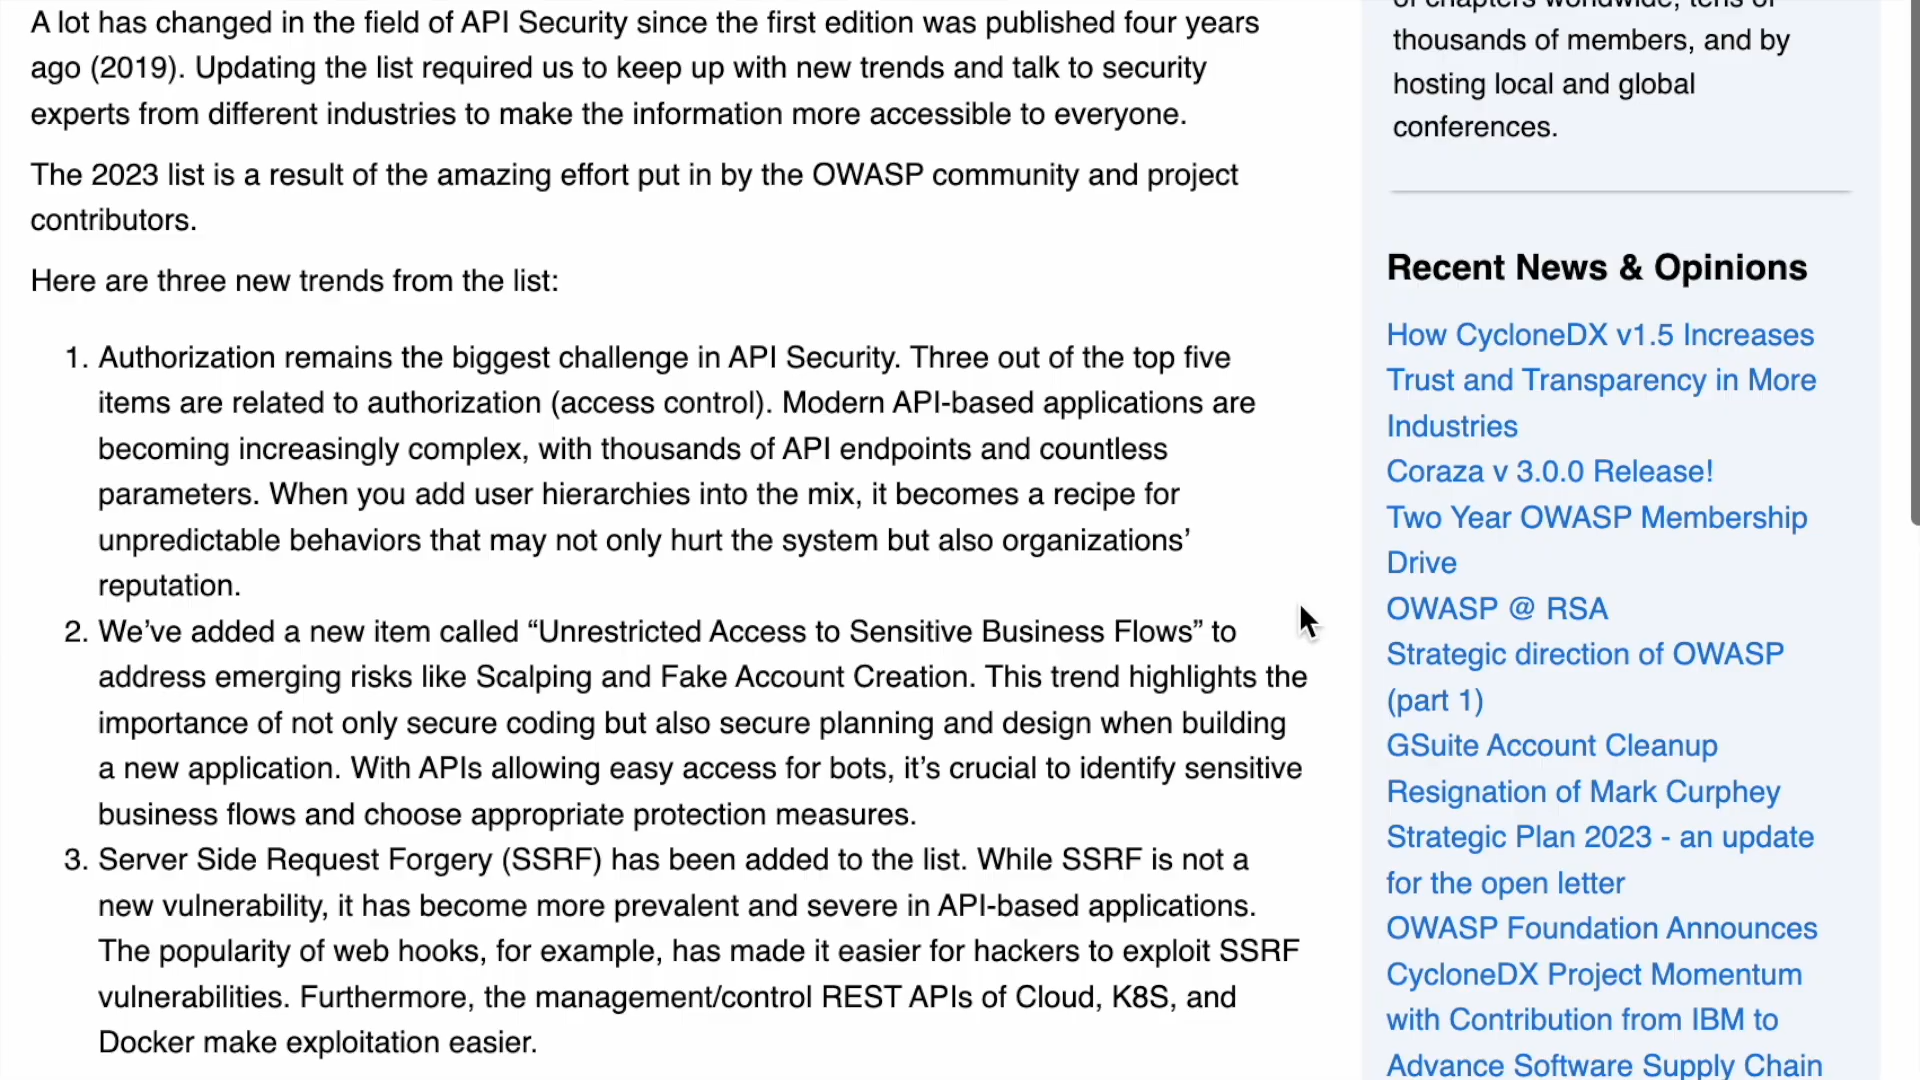 A lot has changed in the field of API Security since the first edition was published four years
ago (2019). Updating the list required us to keep up with new trends and talk to security
experts from different industries to make the information more accessible to everyone.
The 2023 list is a result of the amazing effort put in by the OWASP community and project
contributors.
Here are three new trends from the list:
1. Authorization remains the biggest challenge in API Security. Three out of the top five
items are related to authorization (access control). Modern API-based applications are
becoming increasingly complex, with thousands of API endpoints and countless
parameters. When you add user hierarchies into the mix, it becomes a recipe for
unpredictable behaviors that may not only hurt the system but also organizations’
reputation.
2. We’ve added a new item called “Unrestricted Access to Sensitive Business Flows” to
address emerging risks like Scalping and Fake Account Creation. This trend highlights the
importance of not only secure coding but also secure planning and design when building
a new application. With APIs allowing easy access for bots, it’s crucial to identify sensitive
business flows and choose appropriate protection measures.
3. Server Side Request Forgery (SSRF) has been added to the list. While SSRF is not a
new vulnerability, it has become more prevalent and severe in API-based applications.
The popularity of web hooks, for example, has made it easier for hackers to exploit SSRF
vulnerabilities. Furthermore, the management/control REST APIs of Cloud, K8S, and
Docker make exploitation easier.
of chapters worldwide, tens of
thousands of members, and by
hosting local and global
conferences.
Recent News & Opinions
How CycloneDX v1.5 Increases
Trust and Transparency in More
Industries
Coraza v 3.0.0 Release!
Two Year OWASP Membership
Drive
OWASP @ RSA
Strategic direction of OWASP
(part 1)
GSuite Account Cleanup
Resignation of Mark Curphey
Strategic Plan 2023 - an update
for the open letter
OWASP Foundation Announces
CycloneDX Project Momentum
with Contribution from IBM to
Advance Software Supply Chain